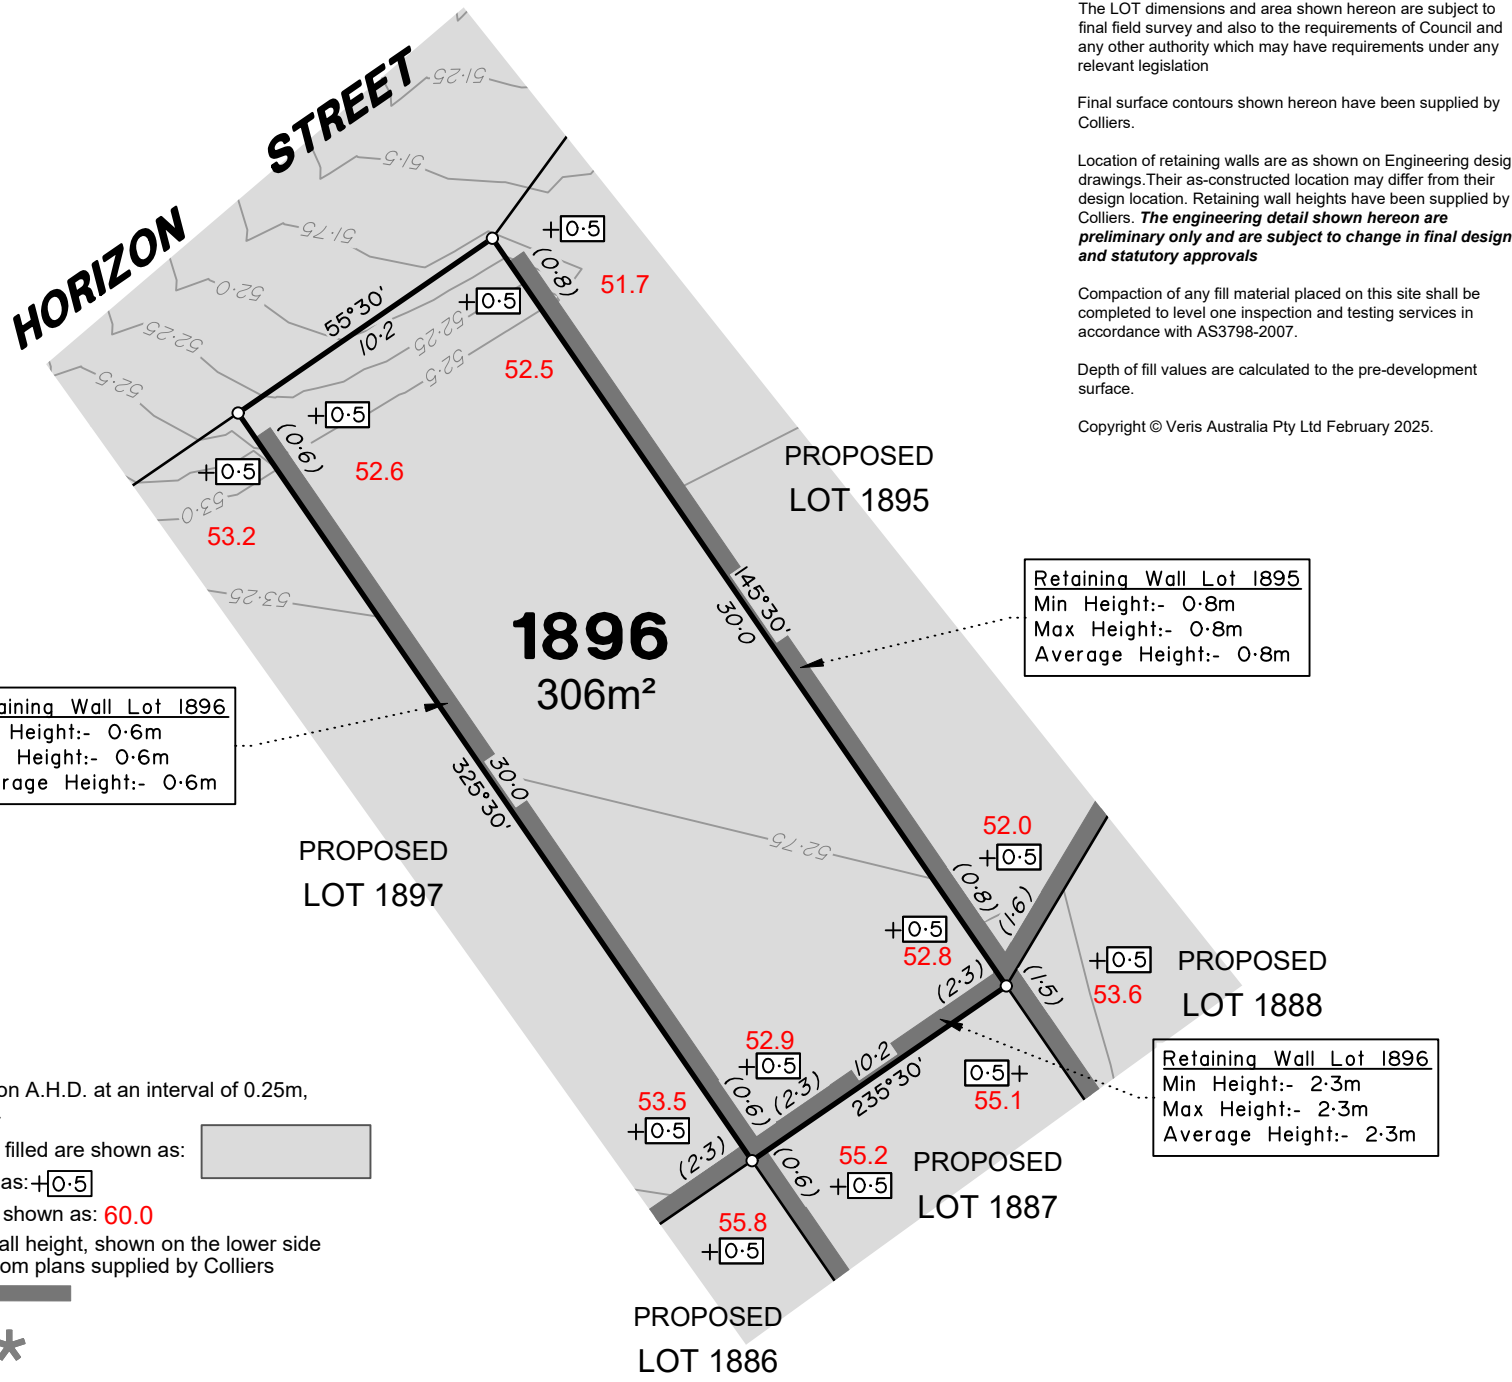 The LOT dimensions and area shown hereon are subject to
final field survey and also to the requirements of Council and
any other authority which may have requirements under any
relevant legislation
Final surface contours shown hereon have been supplied by
Colliers.
Location of retaining walls are as shown on Engineering desig
drawings.Their as-constructed location may differ from their
design location. Retaining wall heights have been supplied by
Colliers. The engineering detail shown hereon are
preliminary only and are subject to change in final design
and statutory approvals
Compaction of any fill material placed on this site shall be
completed to level one inspection and testing services in
accordance with AS3798-2007.
Depth of fill values are calculated to the pre-development
surface.
Copyright © Veris Australia Pty Ltd February 2025.
HORIZON STREET
51·25
51·5
51·75
52·0
52·25
52·5
+0·5
(0·8)
51.7
+0·5
52·25
52·5
52.5
55°30'
10·2
+0·5
(0·6)
52.6
+0·5
53·0
53.2
53·25
PROPOSED
LOT 1895
145°30'
30·0
1896
306m²
Retaining Wall Lot 1895
Min Height:- 0·8m
Max Height:- 0·8m
Average Height:- 0·8m
aining Wall Lot 1896
Height:- 0·6m
Height:- 0·6m
rage Height:- 0·6m
30·0
325°30'
PROPOSED
LOT 1897
52·75
52.0
+0·5
(0·8)
(1·6)
+0·5
52.8
(2·3)
(1·5)
+0·5
53.6
PROPOSED
LOT 1888
52.9
+0·5
(0·6)
(2·3)
10·2
235°30'
0·5+
55.1
Retaining Wall Lot 1896
Min Height:- 2·3m
Max Height:- 2·3m
Average Height:- 2·3m
53.5
+0·5
(2·3)
(0·6)
55.2
+0·5
PROPOSED
LOT 1887
55.8
+0·5
PROPOSED
LOT 1886
on A.H.D. at an interval of 0.25m,
filled are shown as:
as:+0·5
shown as: 60.0
all height, shown on the lower side
om plans supplied by Colliers
*